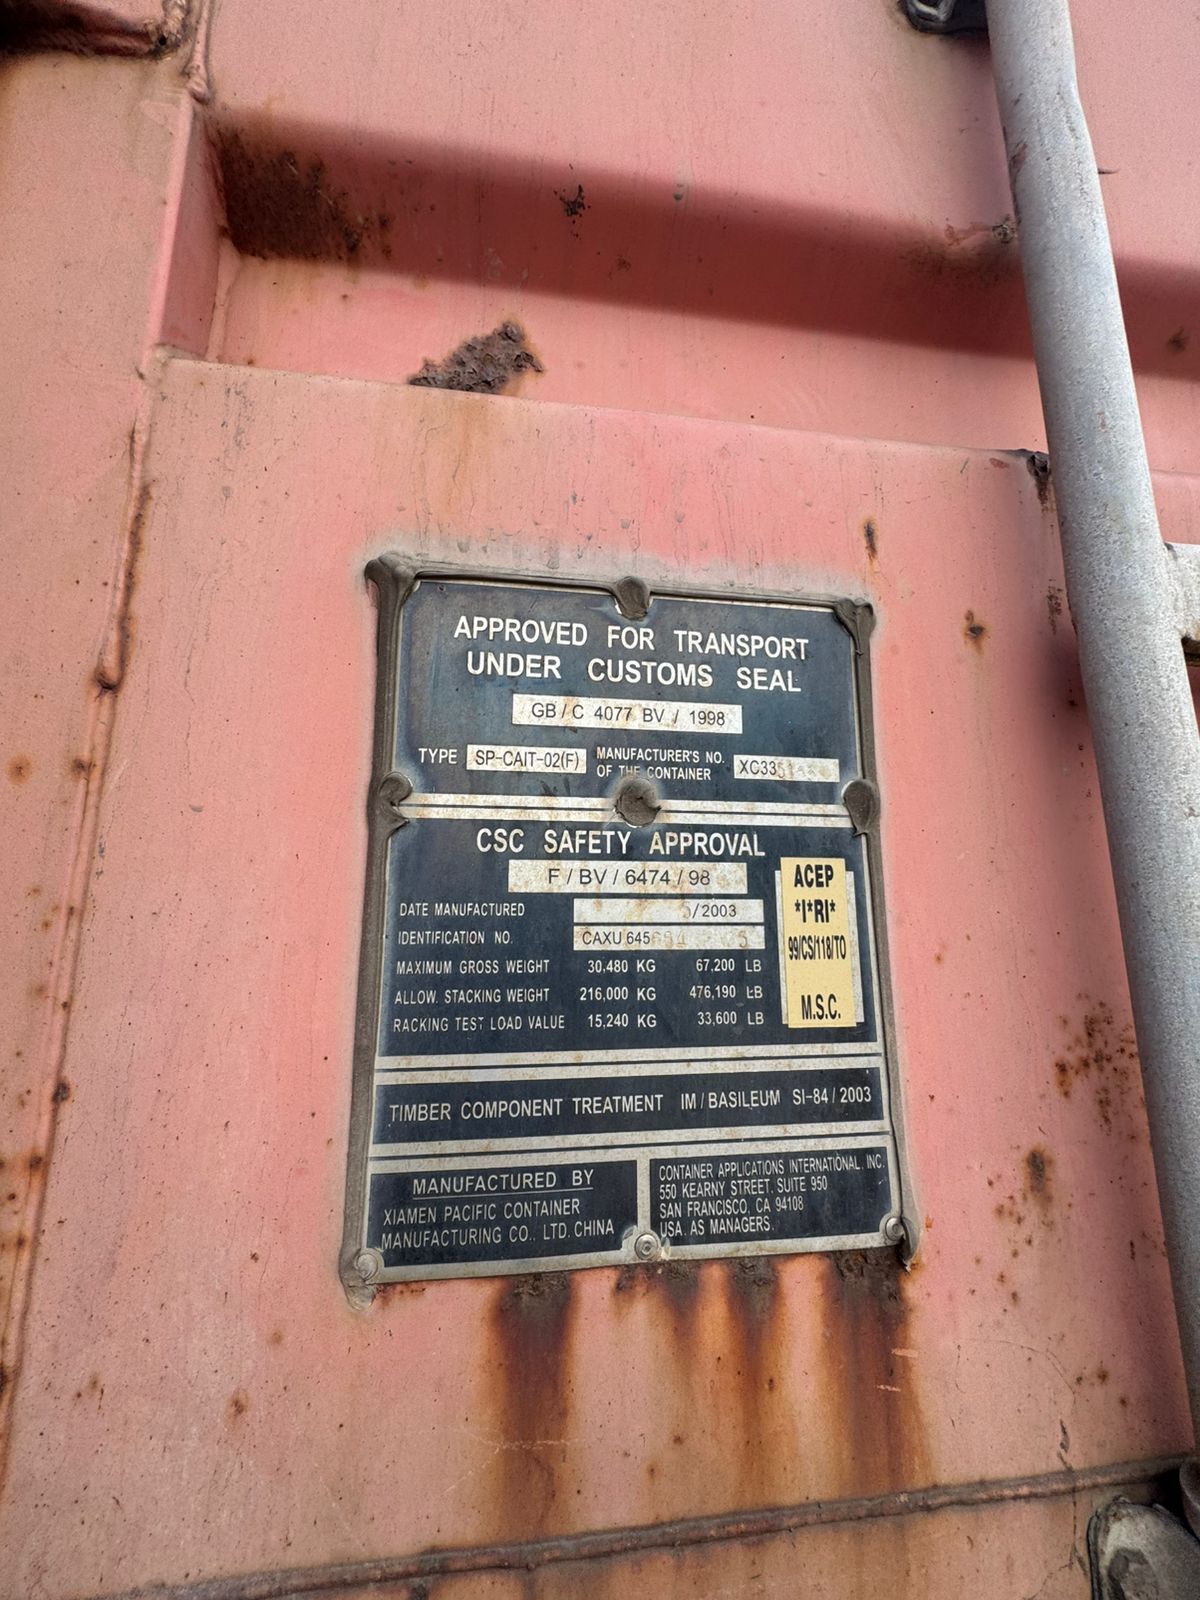 APPROVED FOR TRANSPORT
UNDER CUSTOMS SEAL
GB / C 4077 BV / 1998
TYPE SP-CAIT-02(F) MANUFACTURER'S NO. OF THE CONTAINER
CSC SAFETY APPROVAL
F / BV / 6474 / 98
DATE MANUFACTURED /2003
IDENTIFICATION NO. CAXU
MAXIMUM GROSS WEIGHT 30,480 KG 67,200 LB
ALLOW. STACKING WEIGHT 216,000 KG 476,190 LB
RACKING TEST LOAD VALUE 15,240 KG 33,600 LB
ACEP
*I*RI*
99/CS/118/TO
M.S.C.
TIMBER COMPONENT TREATMENT IM / BASILEUM SI-84 / 2003
MANUFACTURED BY
XIAMEN PACIFIC CONTAINER
MANUFACTURING CO., LTD. CHINA
CONTAINER APPLICATIONS INTERNATIONAL. INC.
550 KEARNY STREET, SUITE 950
SAN FRANCISCO, CA 94108
USA. AS MANAGERS.